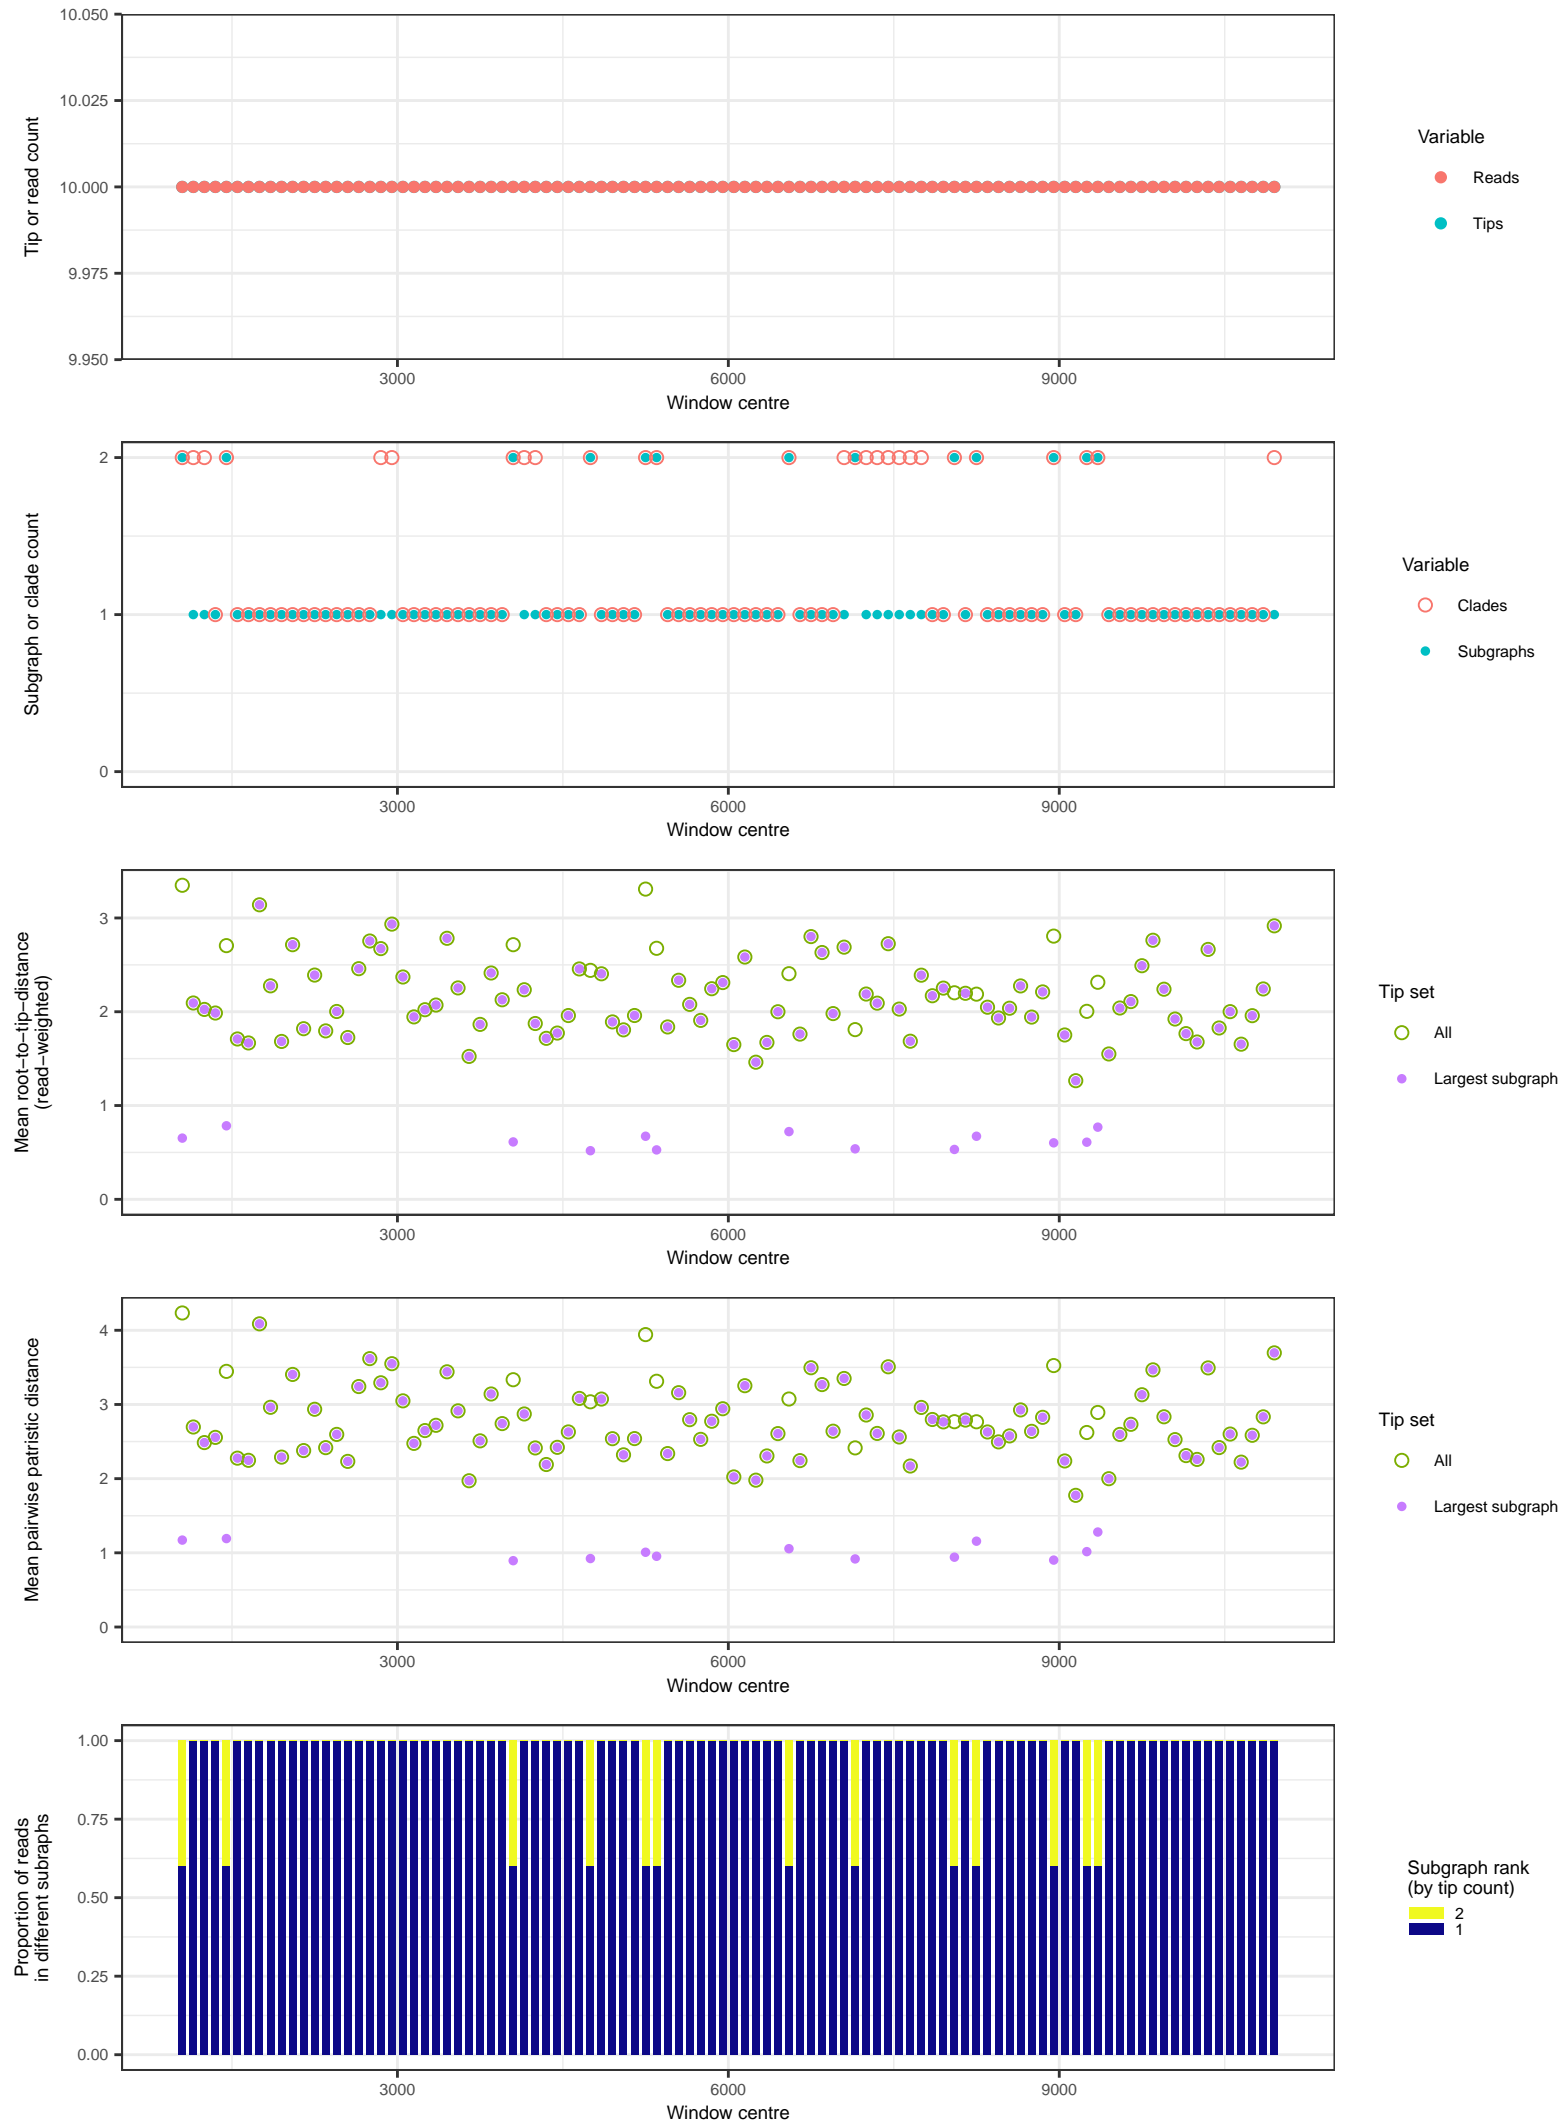 10.050
10.025
10.000
9.975
9.950
Tip or read count
3000 6000 9000
Window centre
Variable
Reads
Tips
2
1
0
Subgraph or clade count
3000 6000 9000
Window centre
Variable
Clades
Subgraphs
3
2
1
0
Mean root−to−tip−distance
(read−weighted)
3000 6000 9000
Window centre
Tip set
All
Largest subgraph
4
3
2
1
0
Mean pairwise patristic distance
3000 6000 9000
Window centre
Tip set
All
Largest subgraph
1.00
0.75
0.50
0.25
0.00
Proportion of reads
in different subraphs
3000 6000 9000
Window centre
Subgraph rank
(by tip count)
2
1